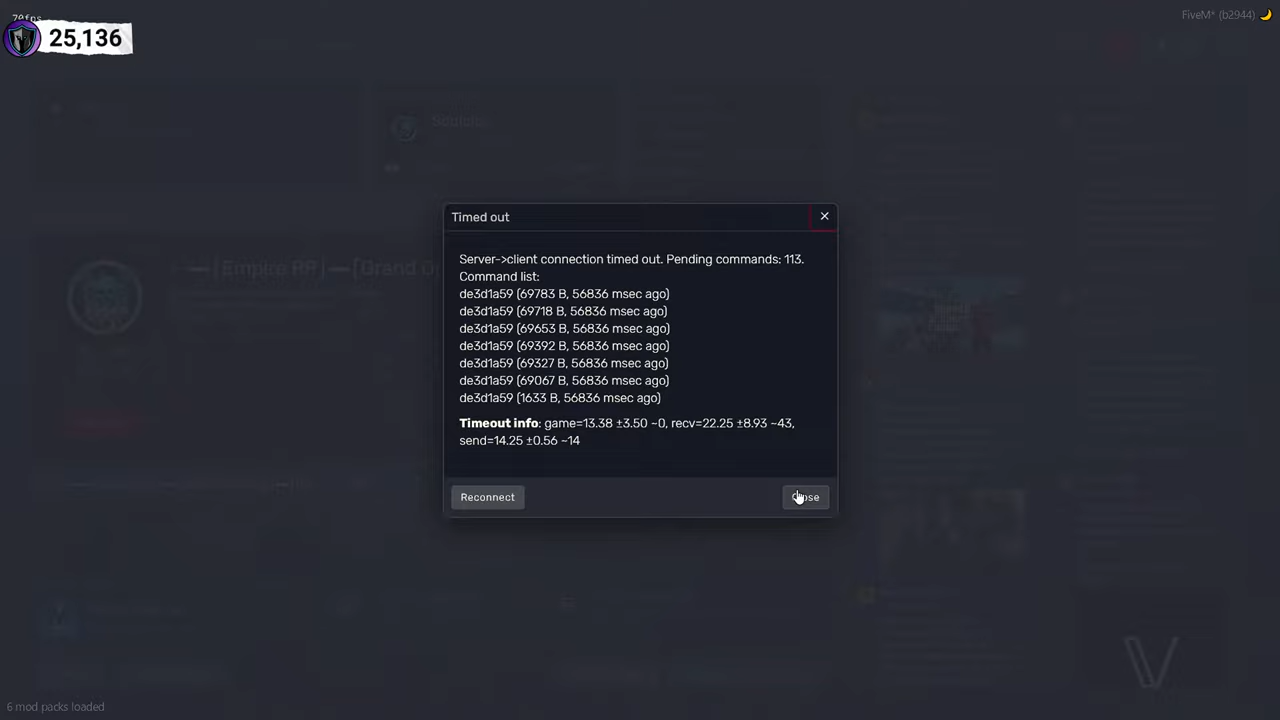 79fps
FiveM* (b2944)
25,136
Timed out
Server->client connection timed out. Pending commands: 113.
Command list:
de3d1a59 (69783 B, 56836 msec ago)
de3d1a59 (69718 B, 56836 msec ago)
de3d1a59 (69653 B, 56836 msec ago)
de3d1a59 (69392 B, 56836 msec ago)
de3d1a59 (69327 B, 56836 msec ago)
de3d1a59 (69067 B, 56836 msec ago)
de3d1a59 (1633 B, 56836 msec ago)
Timeout info: game=13.38 ±3.50 ~0, recv=22.25 ±8.93 ~43,
send=14.25 ±0.56 ~14
Reconnect
Close
[Empire RP]
6 mod packs loaded